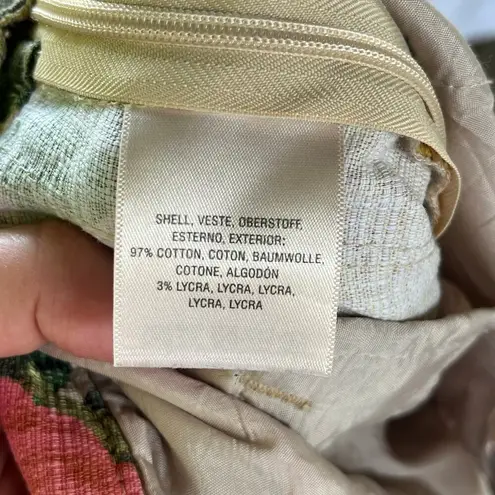 SHELL, VESTE, OBERSTOFF,
ESTERNO, EXTERIOR:
97% COTTON, COTON, BAUMWOLLE,
COTONE, ALGODÓN
3% LYCRA, LYCRA, LYCRA,
LYCRA, LYCRA